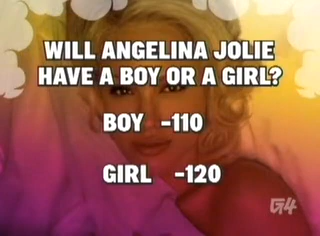 WILL ANGELINA JOLIE
HAVE A BOY OR A GIRL?
BOY -110
GIRL -120
G4